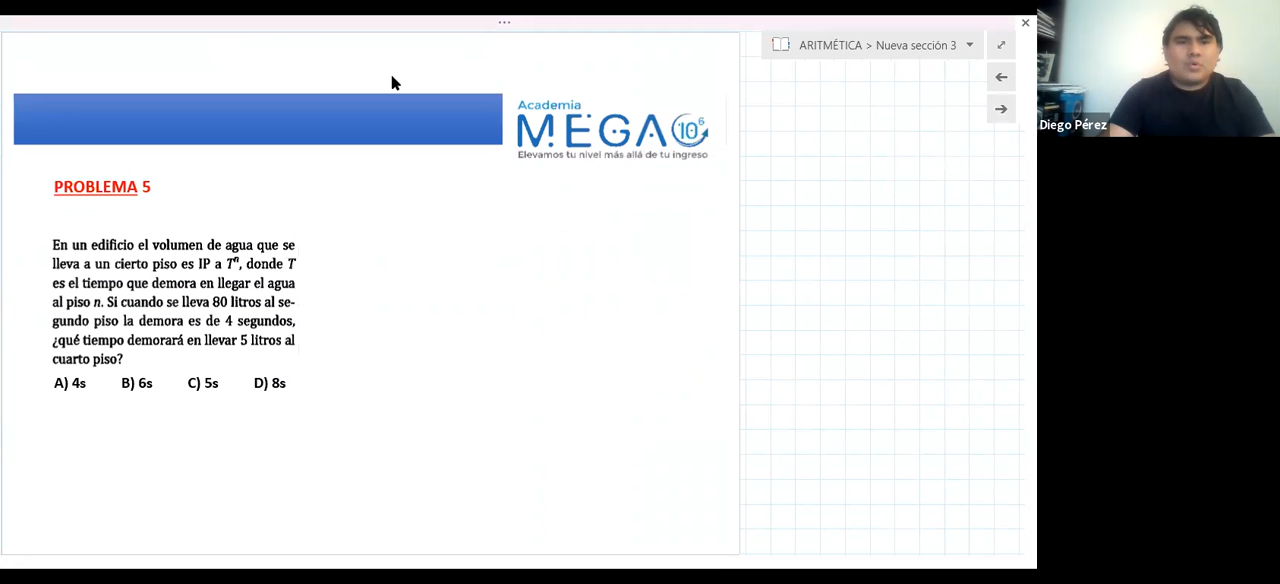 ARITMÉTICA > Nueva sección 3
Diego Pérez
Academia
MEGA 10⁶
Elevamos tu nivel más allá de tu ingreso
PROBLEMA 5
En un edificio el volumen de agua que se
lleva a un cierto piso es IP a Tⁿ, donde T
es el tiempo que demora en llegar el agua
al piso n. Si cuando se lleva 80 litros al se-
gundo piso la demora es de 4 segundos,
¿qué tiempo demorará en llevar 5 litros al
cuarto piso?
A) 4s B) 6s C) 5s D) 8s